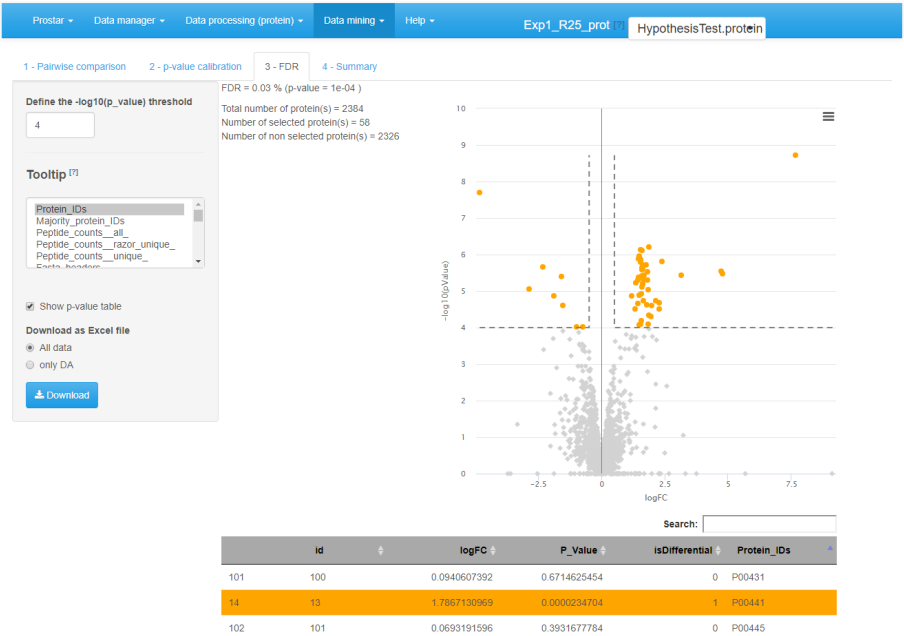 Prostar Data manager Data processing (protein) Data mining Help Exp1_R25_prot [?] HypothesisTest.protein
1 - Pairwise comparison 2 - p-value calibration 3 - FDR 4 - Summary
Define the -log10(p_value) threshold
4
Tooltip [?]
Protein_IDs
Majority_protein_IDs
Peptide_counts__all_
Peptide_counts__razor_unique_
Peptide_counts__unique_
Fasta_headers
Show p-value table
Download as Excel file
All data
only DA
Download
FDR = 0.03 % (p-value = 1e-04 )
Total number of protein(s) = 2384
Number of selected protein(s) = 58
Number of non selected protein(s) = 2326
-log10(pValue)
10
9
8
7
6
5
4
3
2
1
0
-2.5 0 2.5 5 7.5
logFC
Search:
id logFC P_Value isDifferential Protein_IDs
101 100 0.0940607392 0.6714625454 0 P00431
14 13 1.7867130969 0.0000234704 1 P00441
102 101 0.0693191596 0.3931677784 0 P00445